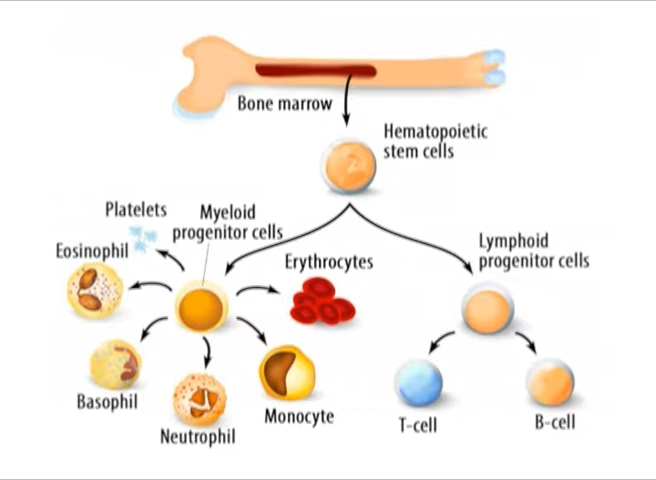 Bone marrow
Hematopoietic
stem cells
Platelets
Myeloid
progenitor cells
Eosinophil
Erythrocytes
Lymphoid
progenitor cells
Basophil
Neutrophil
Monocyte
T-cell
B-cell